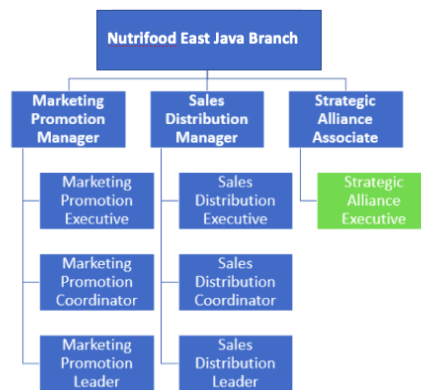 Nutrifood East Java Branch
Marketing
Promotion
Manager
Sales
Distribution
Manager
Strategic
Alliance
Associate
Marketing
Promotion
Executive
Sales
Distribution
Executive
Strategic
Alliance
Executive
Marketing
Promotion
Coordinator
Sales
Distribution
Coordinator
Marketing
Promotion
Leader
Sales
Distribution
Leader